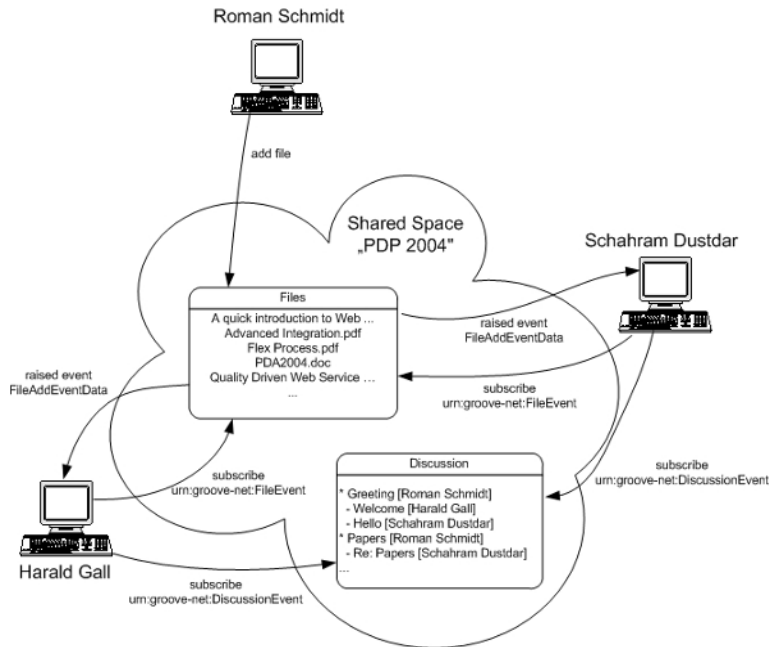 Roman Schmidt
add file
Shared Space
„PDP 2004"
Schahram Dustdar
Files
A quick introduction to Web ...
Advanced Integration.pdf
Flex Process.pdf
PDA2004.doc
Quality Driven Web Service ...
...
raised event
FileAddEventData
subscribe
urn:groove-net:FileEvent
raised event
FileAddEventData
subscribe
urn:groove-net:FileEvent
Discussion
* Greeting [Roman Schmidt]
- Welcome [Harald Gall]
- Hello [Schahram Dustdar]
* Papers [Roman Schmidt]
- Re: Papers [Schahram Dustdar]
...
subscribe
urn:groove-net:DiscussionEvent
Harald Gall
subscribe
urn:groove-net:DiscussionEvent